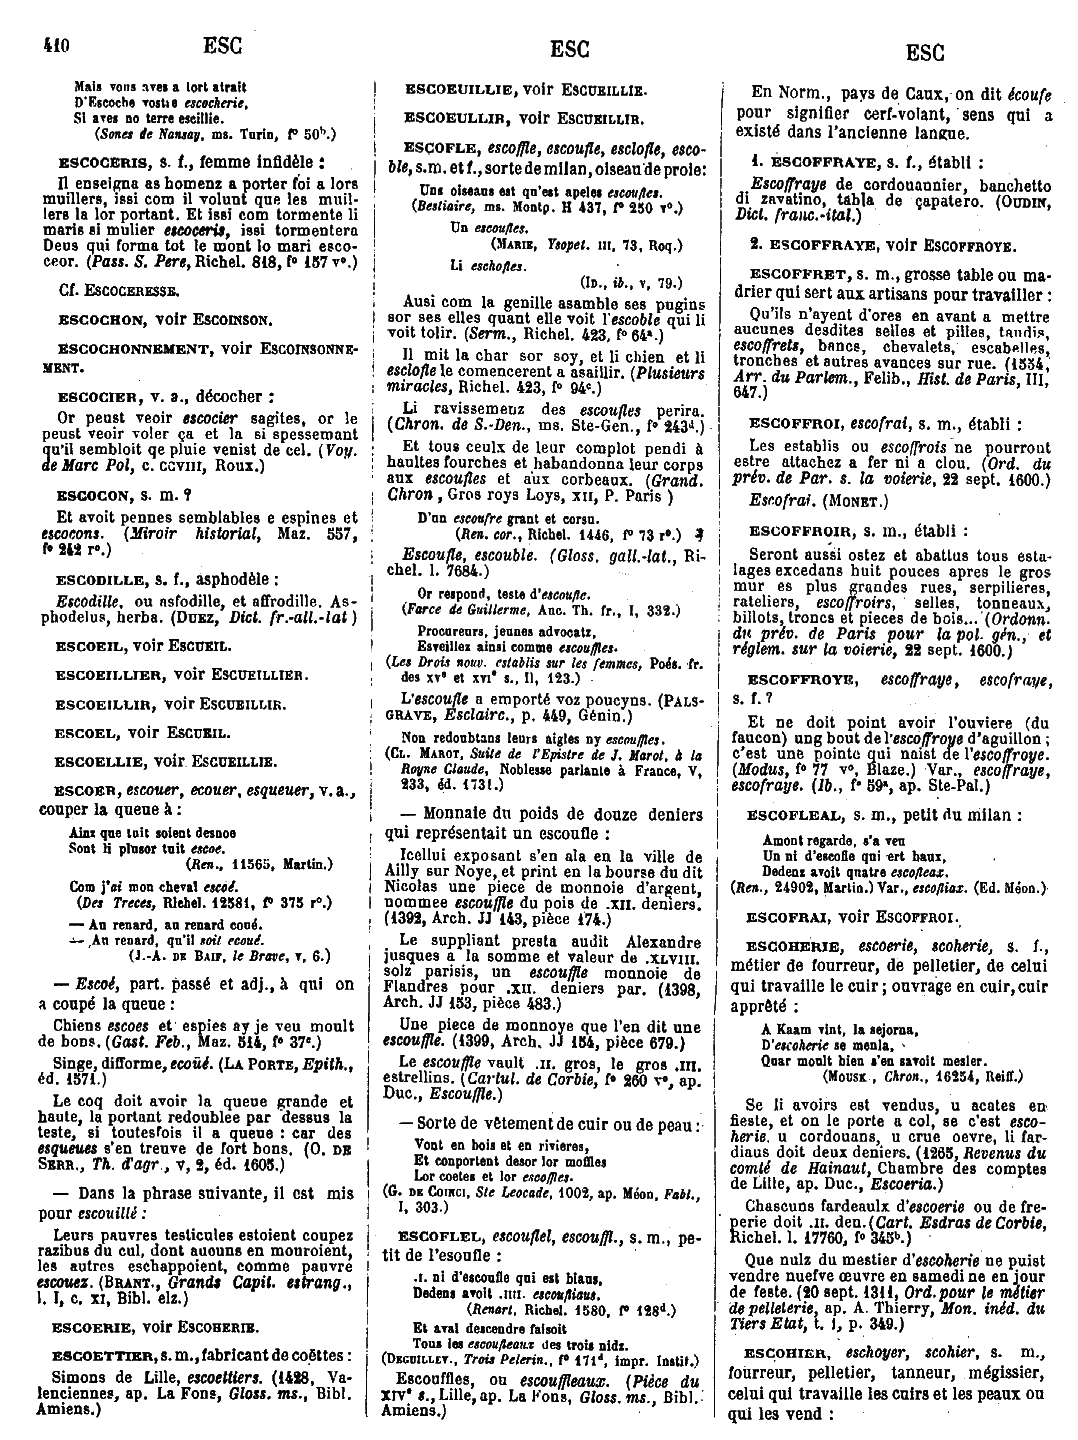 410 ESC ESC ESC
Mais vous aves a tort atrait
D'Escoche vostre escocherie,
Si aves no terre escillie.
(Sones de Nansay, ms. Turin, f° 50ᵇ.)
ESCOCERIS, s. f., femme infidèle :
Il enseigna as homenz a porter foi a lors
muillers, issi com il volunt que les muil-
lers la lor portant. Et issi com tormente li
maris si mulier escoceris, issi tormentera
Deus qui forma tot le mont lo mari esco-
ceor. (Pass. S. Pere, Richel. 818, f° 157 v°.)
Cf. ESCOCERESSE.
ESCOCHON, voir ESCOINSON.
ESCOCHONNEMENT, voir ESCOINSONNE-
MENT.
ESCOCIER, v. a., décocher :
Or peust veoir escocier sagites, or le
peust veoir voler ça et la si spessemant
qu'il sembloit qe pluie venist de cel. (Voy.
de Marc Pol, c. CCVIII, Roux.)
ESCOCON, s. m. ?
Et avoit pennes semblables e espines et
escocons. (Miroir historial, Maz. 557,
f° 242 r°.)
ESCODILLE, s. f., asphodèle :
Escodille, ou asfodille, et affrodille. As-
phodelus, herba. (DUEZ, Dict. fr.-all.-lat)
ESCOEIL, voir ESCUEIL.
ESCOEILLIER, voir ESCUEILLIER.
ESCOEILLIR, voir ESCUEILLIR.
ESCOEL, voir ESCUEIL.
ESCOELLIE, voir ESCUEILLIE.
ESCOER, escouer, ecouer, esqueuer, v. a.,
couper la queue à :
Ainz que tuit soient desnoe
Sont li plusor tuit escoe.
(Ren., 11565, Martin.)
Com j'ai mon cheval escoé.
(Des Treces, Richel. 12581, f° 375 r°.)
— Au renard, au renard coué.
— Au renard, qu'il soit ecoué.
(J.-A. DE BAIF, le Brave, V, 6.)
— Escoé, part. passé et adj., à qui on
a coupé la queue :
Chiens escoes et espies ay je veu moult
de bons. (Gast. Feb., Maz. 514, f° 37ᶜ.)
Singe, difforme, ecoüé. (LA PORTE, Epith.,
éd. 1571.)
Le coq doit avoir la queue grande et
haute, la portant redoublee par dessus la
teste, si toutesfois il a queue : car des
esqueues s'en treuve de fort bons. (O. DE
SERR., Th. d'agr., V, 2, éd. 1605.)
— Dans la phrase suivante, il est mis
pour escouillé :
Leurs pauvres testicules estoient coupez
razibus du cul, dont aucuns en mouroient,
les autres eschappoient, comme pauvre
escouez. (BRANT., Grands Capit. estrang.,
l. I, c. XI, Bibl. elz.)
ESCOERIE, voir ESCOHERIE.
ESCOETTIER, s. m., fabricant de coëttes :
Simons de Lille, escoettiers. (1428, Va-
lenciennes, ap. La Fons, Gloss. ms., Bibl.
Amiens.)
ESCOEUILLIE, voir ESCUEILLIE.
ESCOEULLIR, voir ESCUEILLIR.
ESCOFLE, escoffle, escoufle, esclofle, esco-
ble, s.m. et f., sorte de milan, oiseau de proie:
Uns oiseaus est qu'est apeles escoufles.
(Bestiaire, ms. Montp. H 437, f° 250 v°.)
Un escoufles.
(MARIE, Ysopet. III, 73, Roq.)
Li eschofles.
(ID., ib., V, 79.)
Ausi com la genille asamble ses pugins
sor ses elles quant elle voit l'escoble qui li
voit tolir. (Serm., Richel. 423, f° 64ᵃ.)
Il mit la char sor soy, et li chien et li
esclofle le comencerent a asaillir. (Plusieurs
miracles, Richel. 423, f° 94ᶜ.)
Li ravissemenz des escoufles perira.
(Chron. de S.-Den., ms. Ste-Gen., f° 243ᵈ.)
Et tous ceulx de leur complot pendi à
haultes fourches et habandonna leur corps
aux escoufles et aux corbeaux. (Grand.
Chron, Gros roys Loys, XII, P. Paris)
D'un escoufre grant et corsu.
(Ren. cor., Richel. 1446, f° 73 r°.)
Escoufle, escouble. (Gloss. gall.-lat., Ri-
chel. l. 7684.)
Or respond, teste d'escoufle.
(Farce de Guillerme, Anc. Th. fr., I, 332.)
Procureurs, jeunes advocatz,
Esveillez ainsi comme escouffles.
(Les Drois nouv. establis sur les femmes, Poés. fr.
des XVᵉ et XVIᵉ s., II, 123.)
L'escoufle a emporté voz poucyns. (PALS-
GRAVE, Esclairc., p. 449, Génin.)
Non redoubtans leurs aigles ny escouffles.
(CL. MAROT, Suite de l'Epistre de J. Marot, à la
Royne Claude, Noblesse parlante à France, V,
233, éd. 1731.)
— Monnaie du poids de douze deniers
qui représentait un escoufle :
Icellui exposant s'en ala en la ville de
Ailly sur Noye, et print en la bourse du dit
Nicolas une piece de monnoie d'argent,
nommee escouffle du pois de .XII. deniers.
(1392, Arch. JJ 143, pièce 174.)
Le suppliant presta audit Alexandre
jusques a la somme et valeur de .XLVIII.
solz parisis, un escouffle monnoie de
Flandres pour .XII. deniers par. (1398,
Arch. JJ 153, pièce 483.)
Une piece de monnoye que l'en dit une
escouffle. (1399, Arch. JJ 154, pièce 679.)
Le escouffle vault .II. gros, le gros .III.
estrellins. (Cartul. de Corbie, f° 260 v°, ap.
Duc., Escouffle.)
— Sorte de vêtement de cuir ou de peau :
Vont en bois et en rivieres,
Et conportent desor lor moffles
Lor coetes et lor escoffles.
(G. DE COINCI, Ste Leocade, 1002, ap. Méon, Fabl.,
I, 303.)
ESCOFLEL, escouflel, escouffl., s. m., pe-
tit de l'escoufle :
.I. ni d'escoufle qui est blans,
Dedens avoit .IIII. escouflaus.
(Renart, Richel. 1580, f° 128ᵈ.)
Et aval descendre faisoit
Tous les escoufleaux des trois nidz.
(DEGUILLEV., Trois Pelerin., f° 171ᵈ, impr. Instit.)
Escouffles, ou escouffleaux. (Pièce du
XIVᵉ s., Lille, ap. La Fons, Gloss. ms., Bibl.
Amiens.)
En Norm., pays de Caux, on dit écoufe
pour signifier cerf-volant, sens qui a
existé dans l'ancienne langue.
1. ESCOFFRAYE, s. f., établi :
Escoffraye de cordouannier, banchetto
di zavatino, tabla de çapatero. (OUDIN,
Dict. franc.-ital.)
2. ESCOFFRAYE, voir ESCOFFROYE.
ESCOFFRET, s. m., grosse table ou ma-
drier qui sert aux artisans pour travailler :
Qu'ils n'ayent d'ores en avant a mettre
aucunes desdites selles et pilles, taudis,
escoffrets, bancs, chevalets, escabelles,
tronches et autres avances sur rue. (1554,
Arr. du Parlem., Felib., Hist. de Paris, III,
647.)
ESCOFFROI, escofrai, s. m., établi :
Les establis ou escoffrois ne pourront
estre attachez a fer ni a clou. (Ord. du
prév. de Par. s. la voierie, 22 sept. 1600.)
Escofrai. (MONET.)
ESCOFFROIR, s. m., établi :
Seront aussi ostez et abattus tous esta-
lages excedans huit pouces apres le gros
mur es plus grandes rues, serpilieres,
rateliers, escoffroirs, selles, tonneaux,
billots, troncs et pieces de bois... (Ordonn.
du prév. de Paris pour la pol. gén., et
réglem. sur la voierie, 22 sept. 1600.)
ESCOFFROYE, escoffraye, escofraye,
s. f. ?
Et ne doit point avoir l'ouviere (du
faucon) ung bout de l'escoffroye d'aguillon ;
c'est une pointe qui naist de l'escoffroye.
(Modus, f° 77 v°, Blaze.) Var., escoffraye,
escofraye. (Ib., f° 59ᵃ, ap. Ste-Pal.)
ESCOFLEAL, s. m., petit du milan :
Amont regarde, s'a veu
Un ni d'escofle qui ert haux,
Dedenz avoit quatre escofleax.
(Ren., 24902, Martin.) Var., escofliax. (Ed. Méon.)
ESCOFRAI, voir ESCOFFROI.
ESCOHERIE, escoerie, scoherie, s. f.,
métier de fourreur, de pelletier, de celui
qui travaille le cuir ; ouvrage en cuir, cuir
apprêté :
A Kaam vint, la sejorna,
D'escoherie se menla,
Quar moult bien s'en savoit mesler.
(MOUSK, Chron., 16254, Reiff.)
Se li avoirs est vendus, u acates en
fieste, et on le porte a col, se c'est esco-
herie, u cordouans, u crue oevre, li far-
diaus doit deux deniers. (1265, Revenus du
comté de Hainaut, Chambre des comptes
de Lille, ap. Duc., Escoeria.)
Chascuns fardeaulx d'escoerie ou de fre-
perie doit .II. den. (Cart. Esdras de Corbie,
Richel. l. 17760, f° 345ᵇ.)
Que nulz du mestier d'escoherie ne puist
vendre nuefve œuvre en samedi ne en jour
de feste. (20 sept. 1311, Ord. pour le métier
de pelleterie, ap. A. Thierry, Mon. inéd. du
Tiers Etat, t. I, p. 349.)
ESCOHIER, eschoyer, scohier, s. m.,
fourreur, pelletier, tanneur, mégissier,
celui qui travaille les cuirs et les peaux ou
qui les vend :